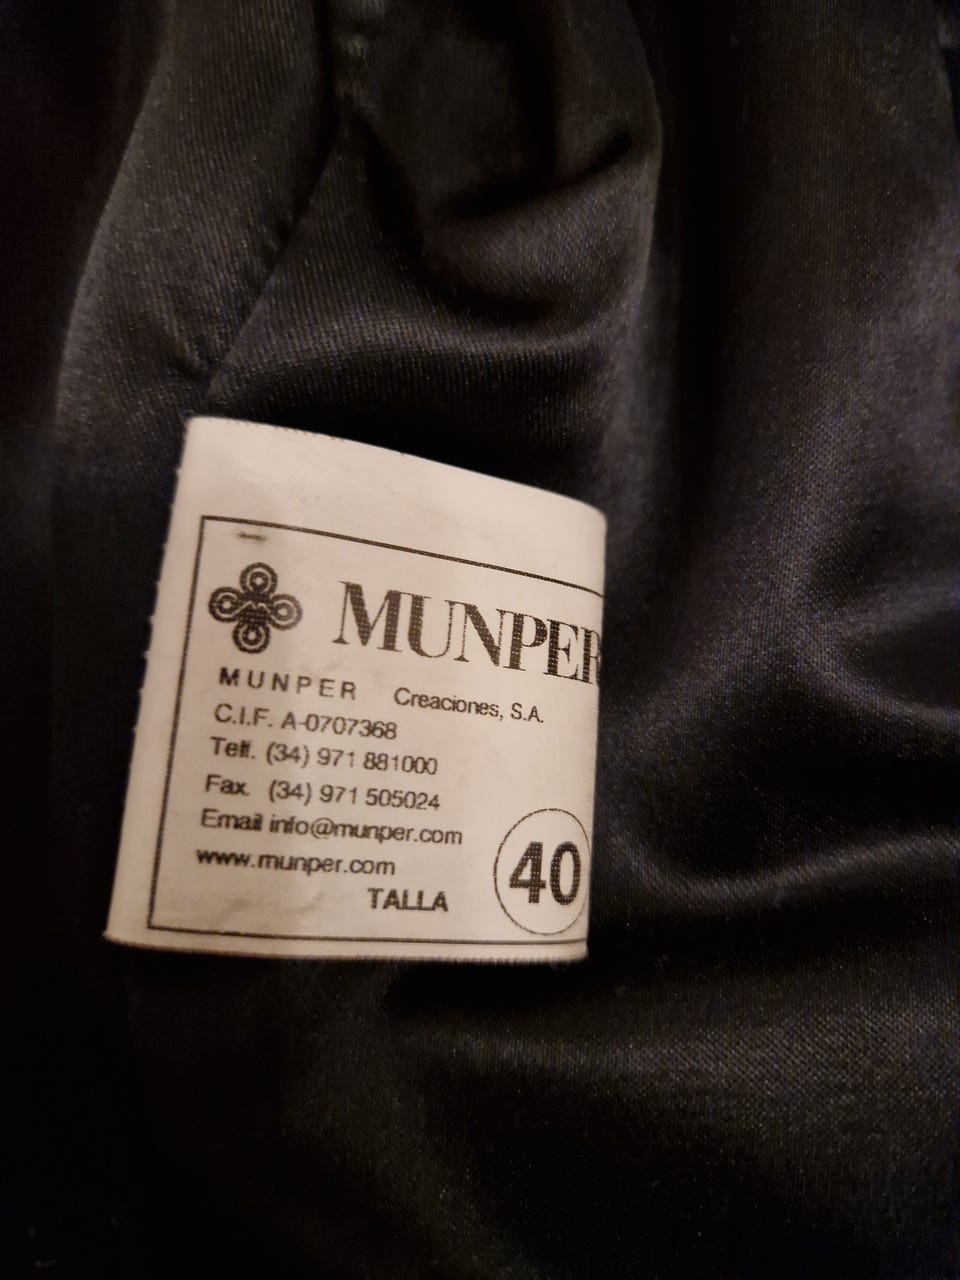 MUNPER
MUNPER Creaciones, S.A.
C.I.F. A-0707368
Telf. (34) 971 881000
Fax. (34) 971 505024
Email info@munper.com
www.munper.com
TALLA 40